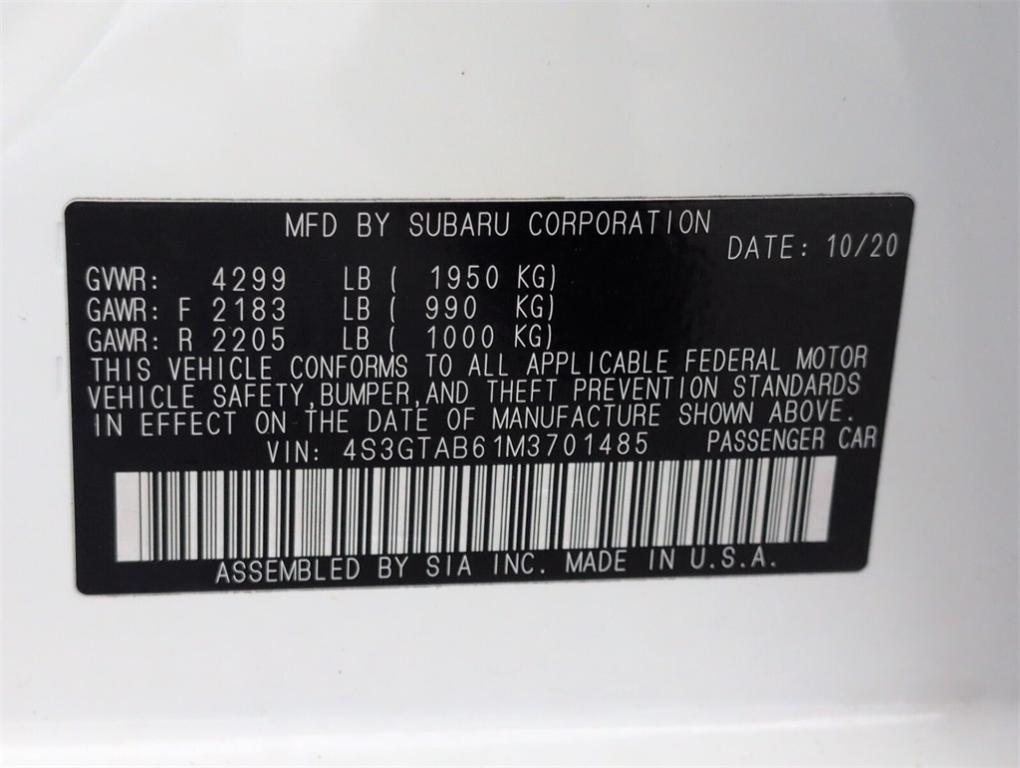 MFD BY SUBARU CORPORATION
DATE: 10/20
GVWR: 4299 LB ( 1950 KG)
GAWR: F 2183 LB ( 990 KG)
GAWR: R 2205 LB ( 1000 KG)
THIS VEHICLE CONFORMS TO ALL APPLICABLE FEDERAL MOTOR
VEHICLE SAFETY,BUMPER,AND THEFT PREVENTION STANDARDS
IN EFFECT ON THE DATE OF MANUFACTURE SHOWN ABOVE.
VIN: 4S3GTAB61M3701485 PASSENGER CAR
ASSEMBLED BY SIA INC. MADE IN U.S.A.